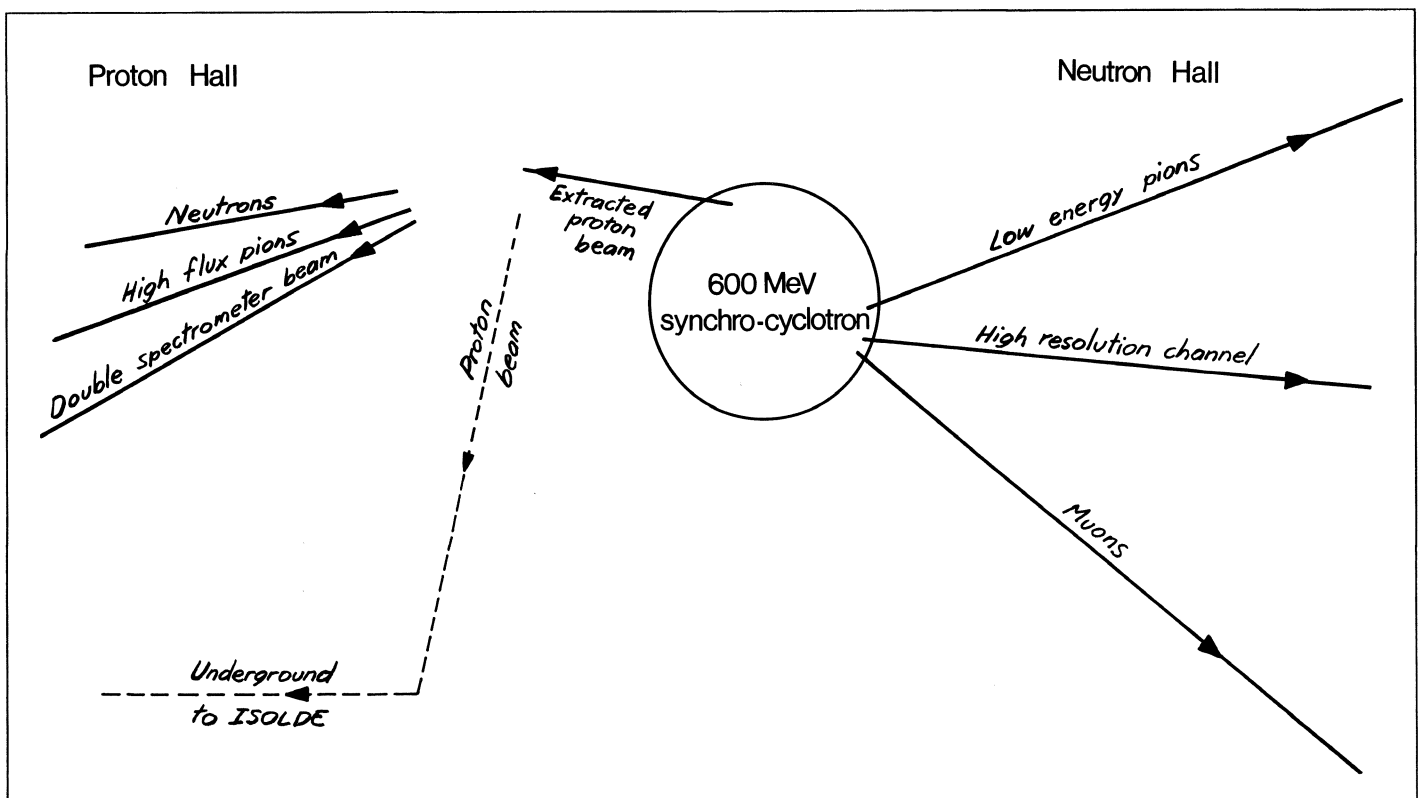 Proton Hall
Neutron Hall
Neutrons
High flux pions
Double spectrometer beam
Extracted
proton
beam
Proton
beam
600 MeV
synchro-cyclotron
Low energy pions
High resolution channel
Muons
Underground
to ISOLDE